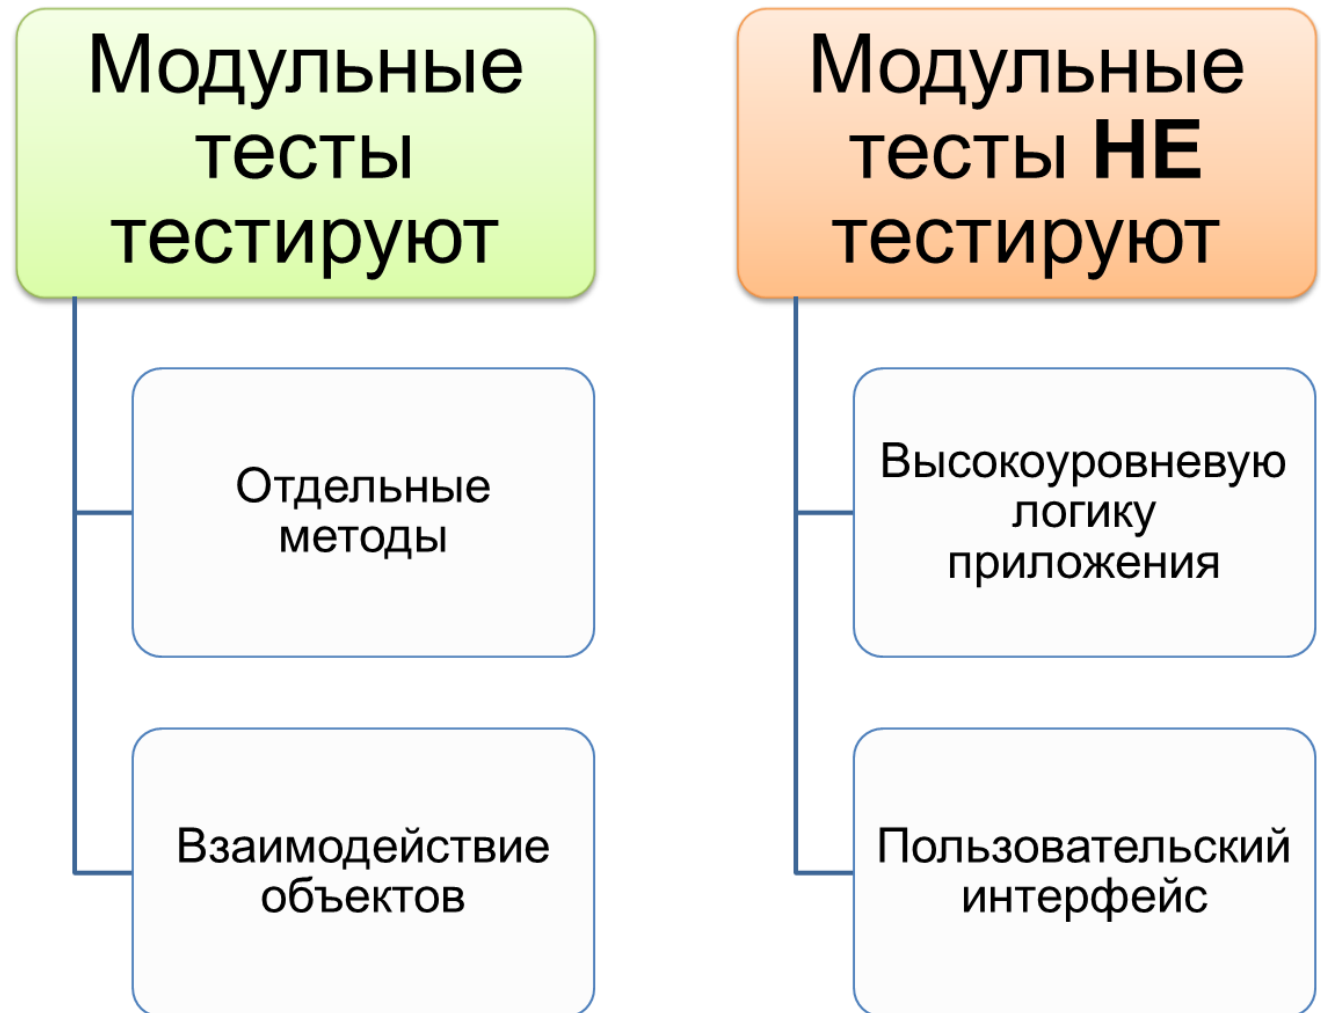 Модульные
тесты
тестируют
Отдельные
методы
Взаимодействие
объектов
Модульные
тесты НЕ
тестируют
Высокоуровневую
логику
приложения
Пользовательский
интерфейс